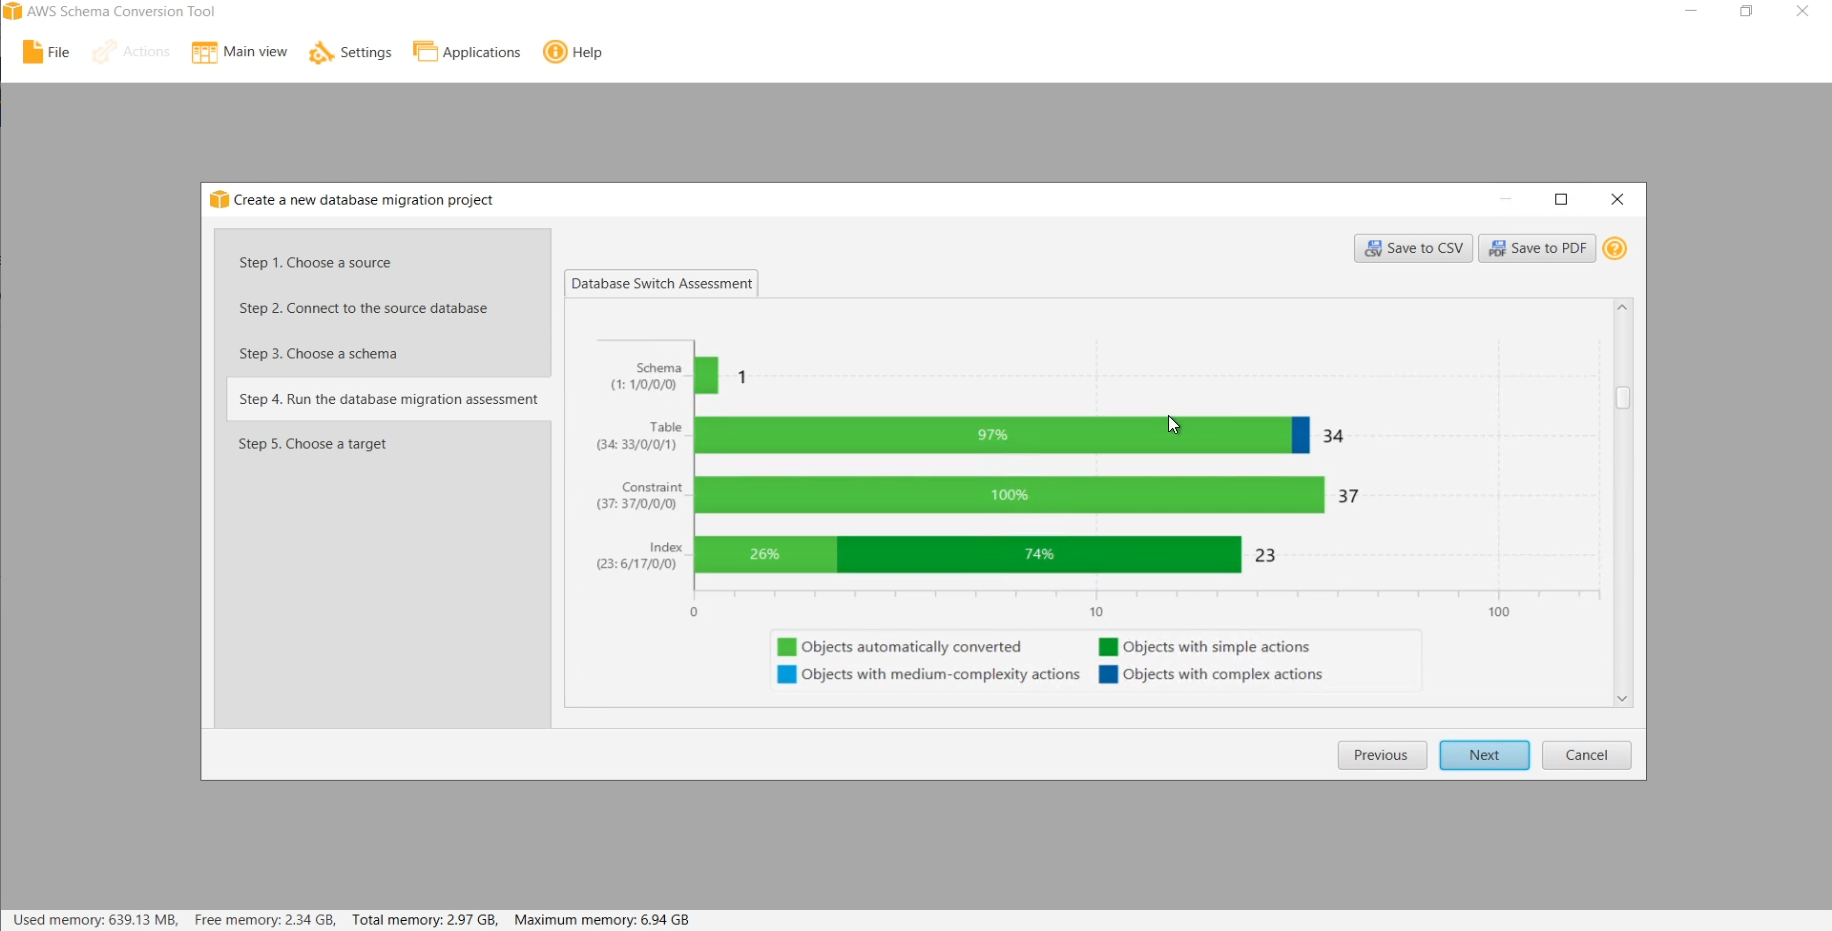 AWS Schema Conversion Tool
File Actions Main view Settings Applications Help
Create a new database migration project
Step 1. Choose a source
Step 2. Connect to the source database
Step 3. Choose a schema
Step 4. Run the database migration assessment
Step 5. Choose a target
CSV Save to CSV PDF Save to PDF ?
Database Switch Assessment
Schema
(1: 1/0/0/0)
1
Table
(34: 33/0/0/1)
97%
34
Constraint
(37: 37/0/0/0)
100%
37
Index
(23: 6/17/0/0)
26% 74%
23
0 10 100
Objects automatically converted Objects with simple actions
Objects with medium-complexity actions Objects with complex actions
Previous Next Cancel
Used memory: 639.13 MB, Free memory: 2.34 GB, Total memory: 2.97 GB, Maximum memory: 6.94 GB